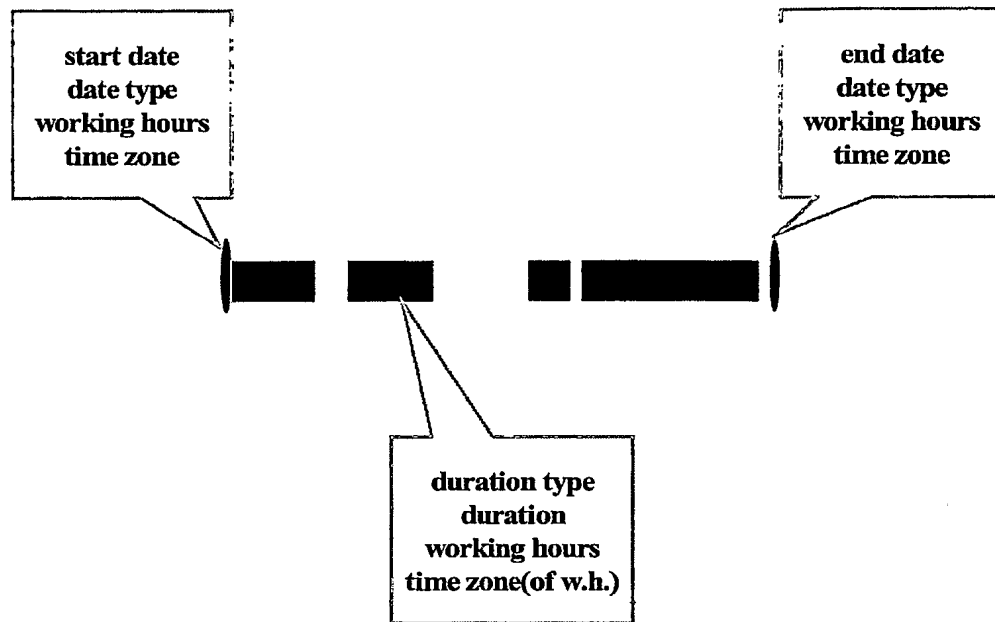 start date
date type
working hours
time zone
end date
date type
working hours
time zone
duration type
duration
working hours
time zone(of w.h.)